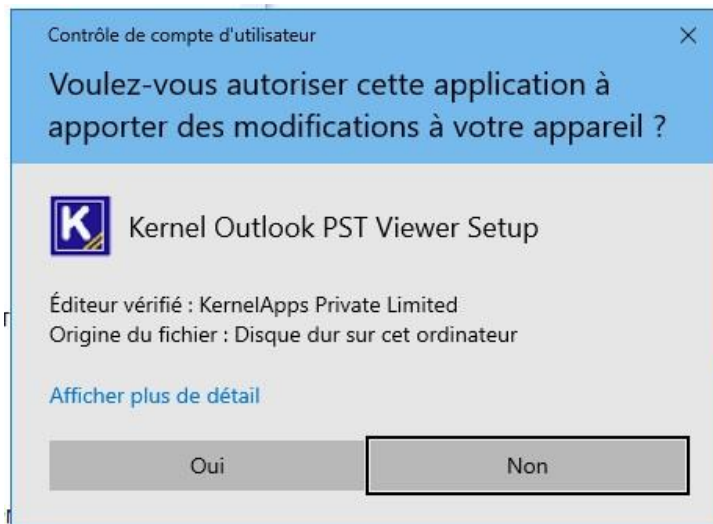 Contrôle de compte d'utilisateur
Voulez-vous autoriser cette application à
apporter des modifications à votre appareil ?
K
Kernel Outlook PST Viewer Setup
Éditeur vérifié : KernelApps Private Limited
Origine du fichier : Disque dur sur cet ordinateur
Afficher plus de détail
Oui Non